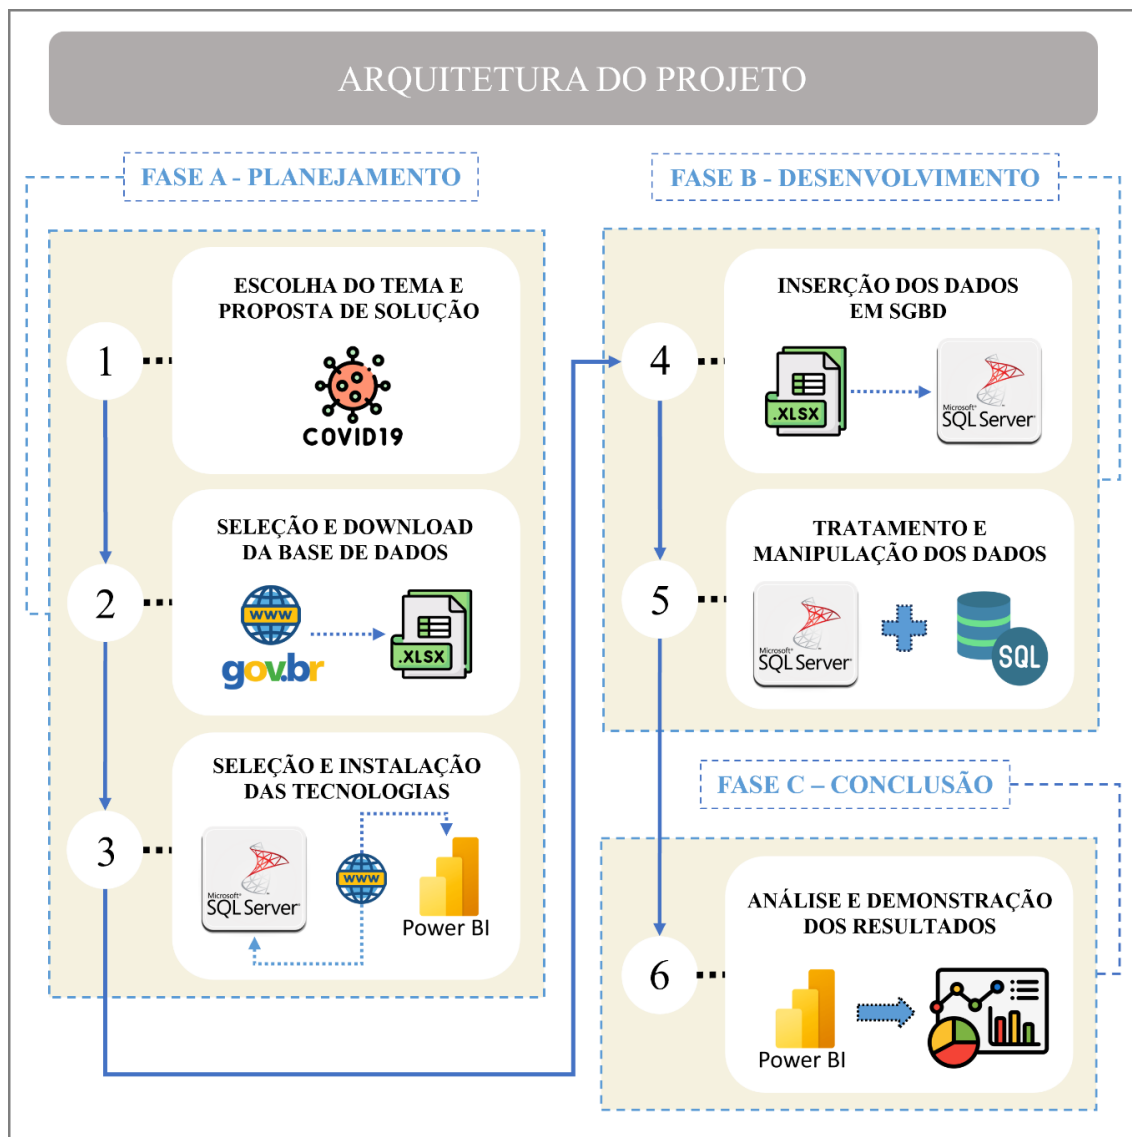 ARQUITETURA DO PROJETO
FASE A - PLANEJAMENTO
1
ESCOLHA DO TEMA E
PROPOSTA DE SOLUÇÃO
COVID19
2
SELEÇÃO E DOWNLOAD
DA BASE DE DADOS
WWW
gov.br
.XLSX
3
SELEÇÃO E INSTALAÇÃO
DAS TECNOLOGIAS
Microsoft®
SQL Server®
WWW
Power BI
FASE B - DESENVOLVIMENTO
4
INSERÇÃO DOS DADOS
EM SGBD
.XLSX
Microsoft®
SQL Server®
5
TRATAMENTO E
MANIPULAÇÃO DOS DADOS
Microsoft®
SQL Server®
SQL
FASE C – CONCLUSÃO
6
ANÁLISE E DEMONSTRAÇÃO
DOS RESULTADOS
Power BI